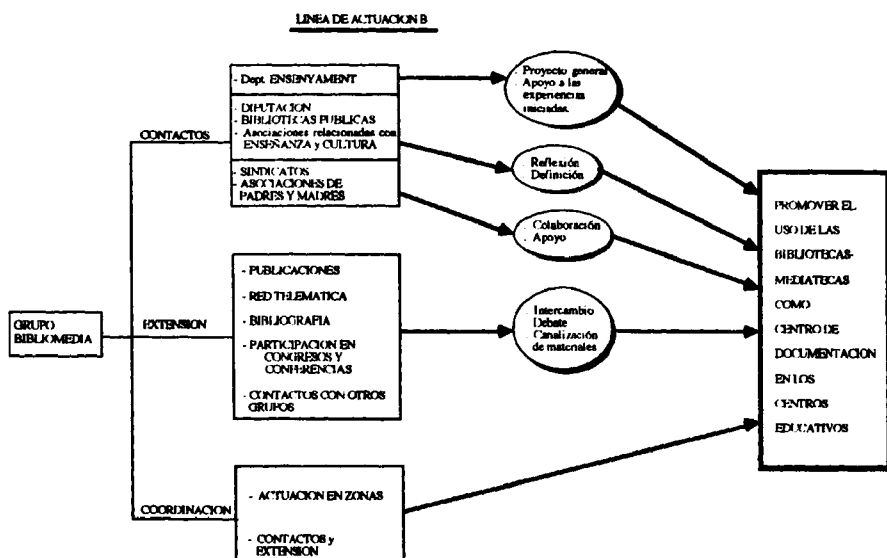 LINEA DE ACTUACION B
- Dept. ENSENYAMENT
- DIPUTACION
- BIBLIOTECAS PUBLICAS
- Asociaciones relacionadas con
ENSEÑANZA y CULTURA
- SINDICATOS
- ASOCIACIONES DE
PADRES Y MADRES
CONTACTOS
Proyecto general
Apoyo a las
experiencias
iniciadas.
Reflexión
Definición
Colaboración
Apoyo
GRUPO
BIBLIOMEDIA
EXTENSION
- PUBLICACIONES
- RED TELEMATICA
- BIBLIOGRAFIA
- PARTICIPACION EN
CONGRESOS Y
CONFERENCIAS
- CONTACTOS CON OTROS
GRUPOS
Intercambio
Debate
Canalización
de materiales
COORDINACION
- ACTUACION EN ZONAS
- CONTACTOS y
EXTENSION
PROMOVER EL
USO DE LAS
BIBLIOTECAS-
MEDIATECAS
COMO
CENTRO DE
DOCUMENTACION
EN LOS
CENTROS
EDUCATIVOS